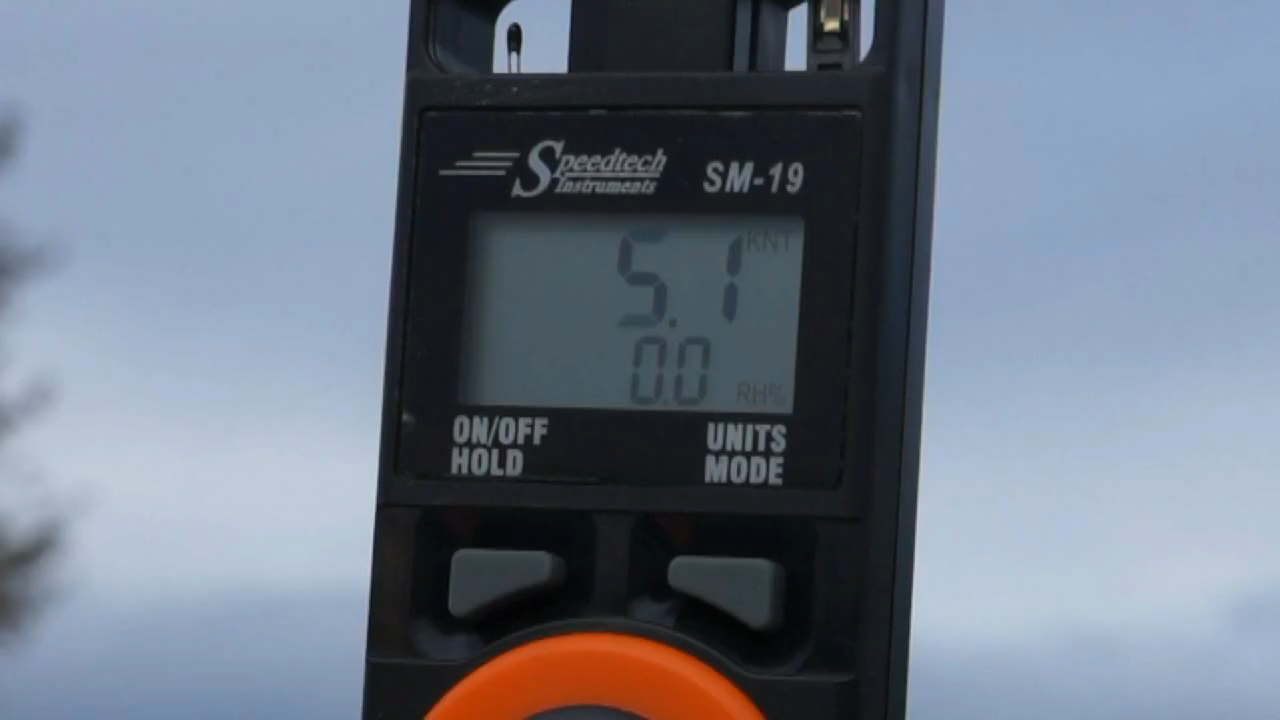 Speedtech
Instruments
SM-19
5.1 KNT
0.0 RH%
ON/OFF
HOLD
UNITS
MODE